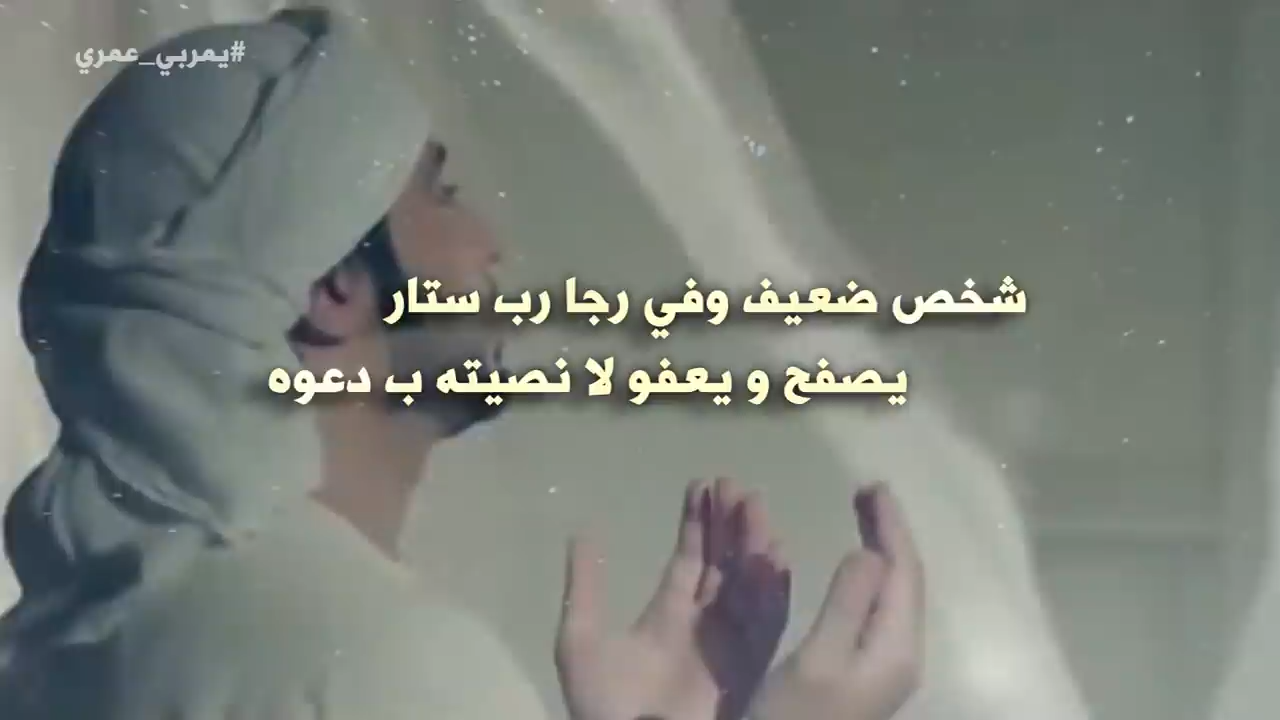 #يمربي_عمري
شخص ضعيف وفي رجا رب ستار
يصفح و يعفو لا نصيته ب دعوه